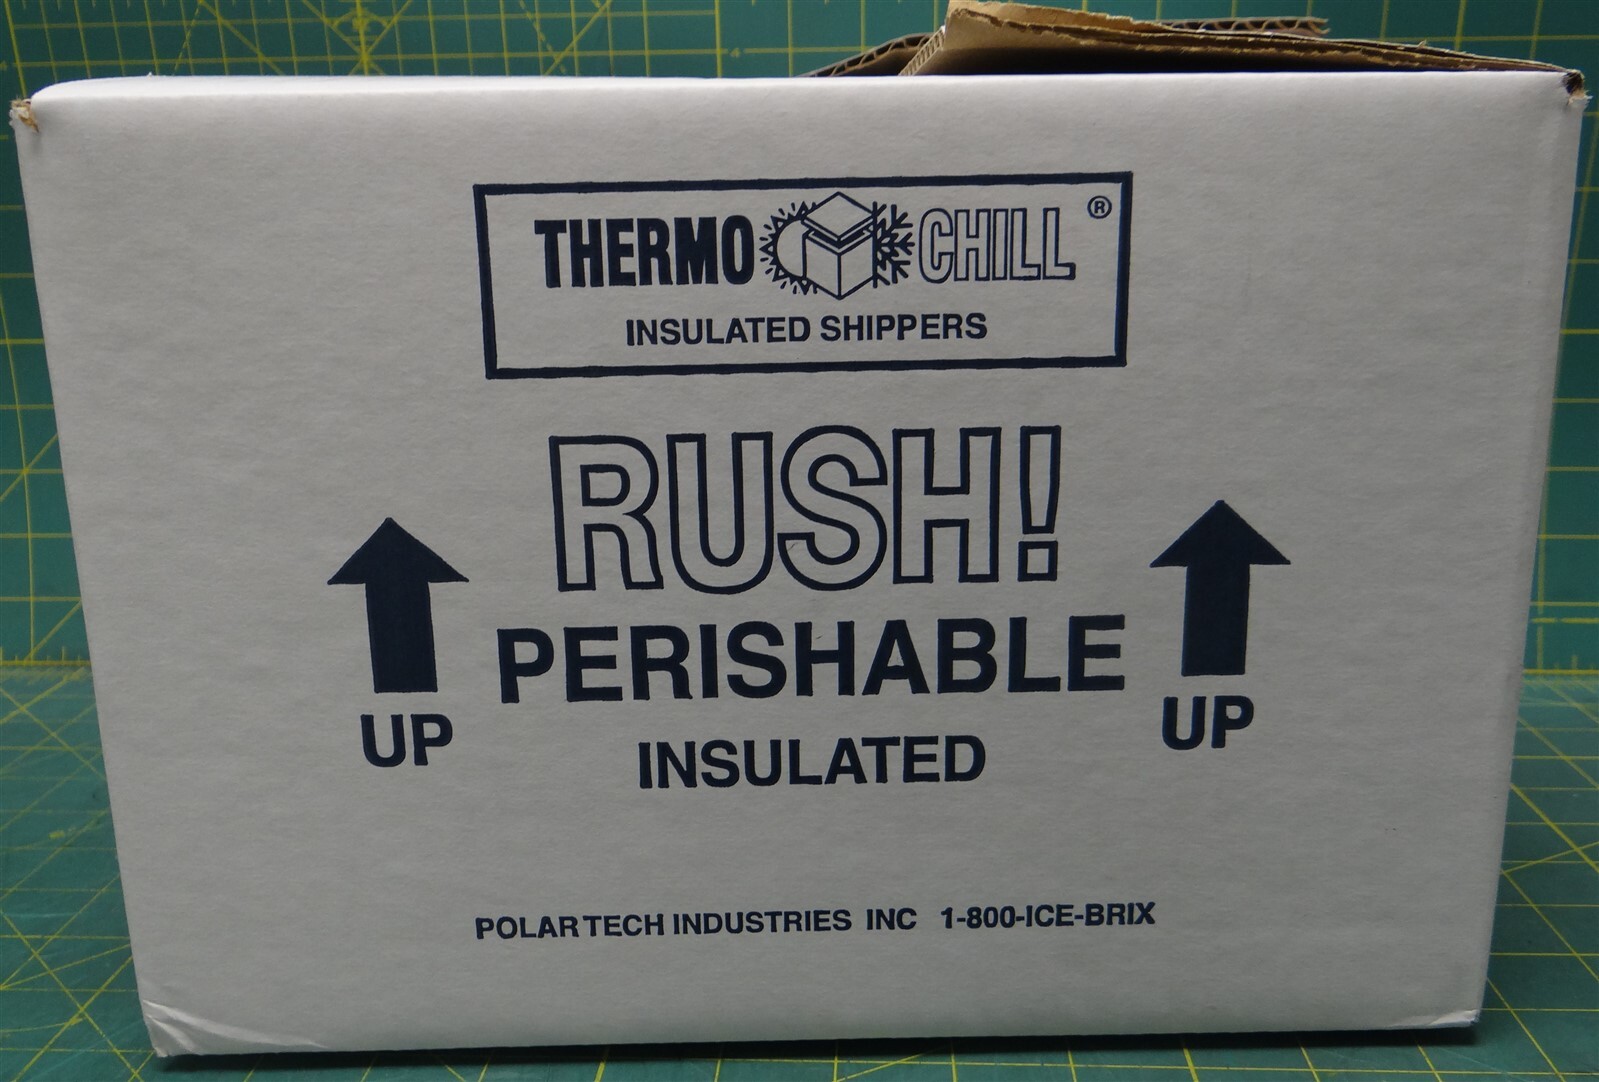 THERMO CHILL ®
INSULATED SHIPPERS
RUSH!
PERISHABLE
UP
UP
INSULATED
POLAR TECH INDUSTRIES INC 1-800-ICE-BRIX